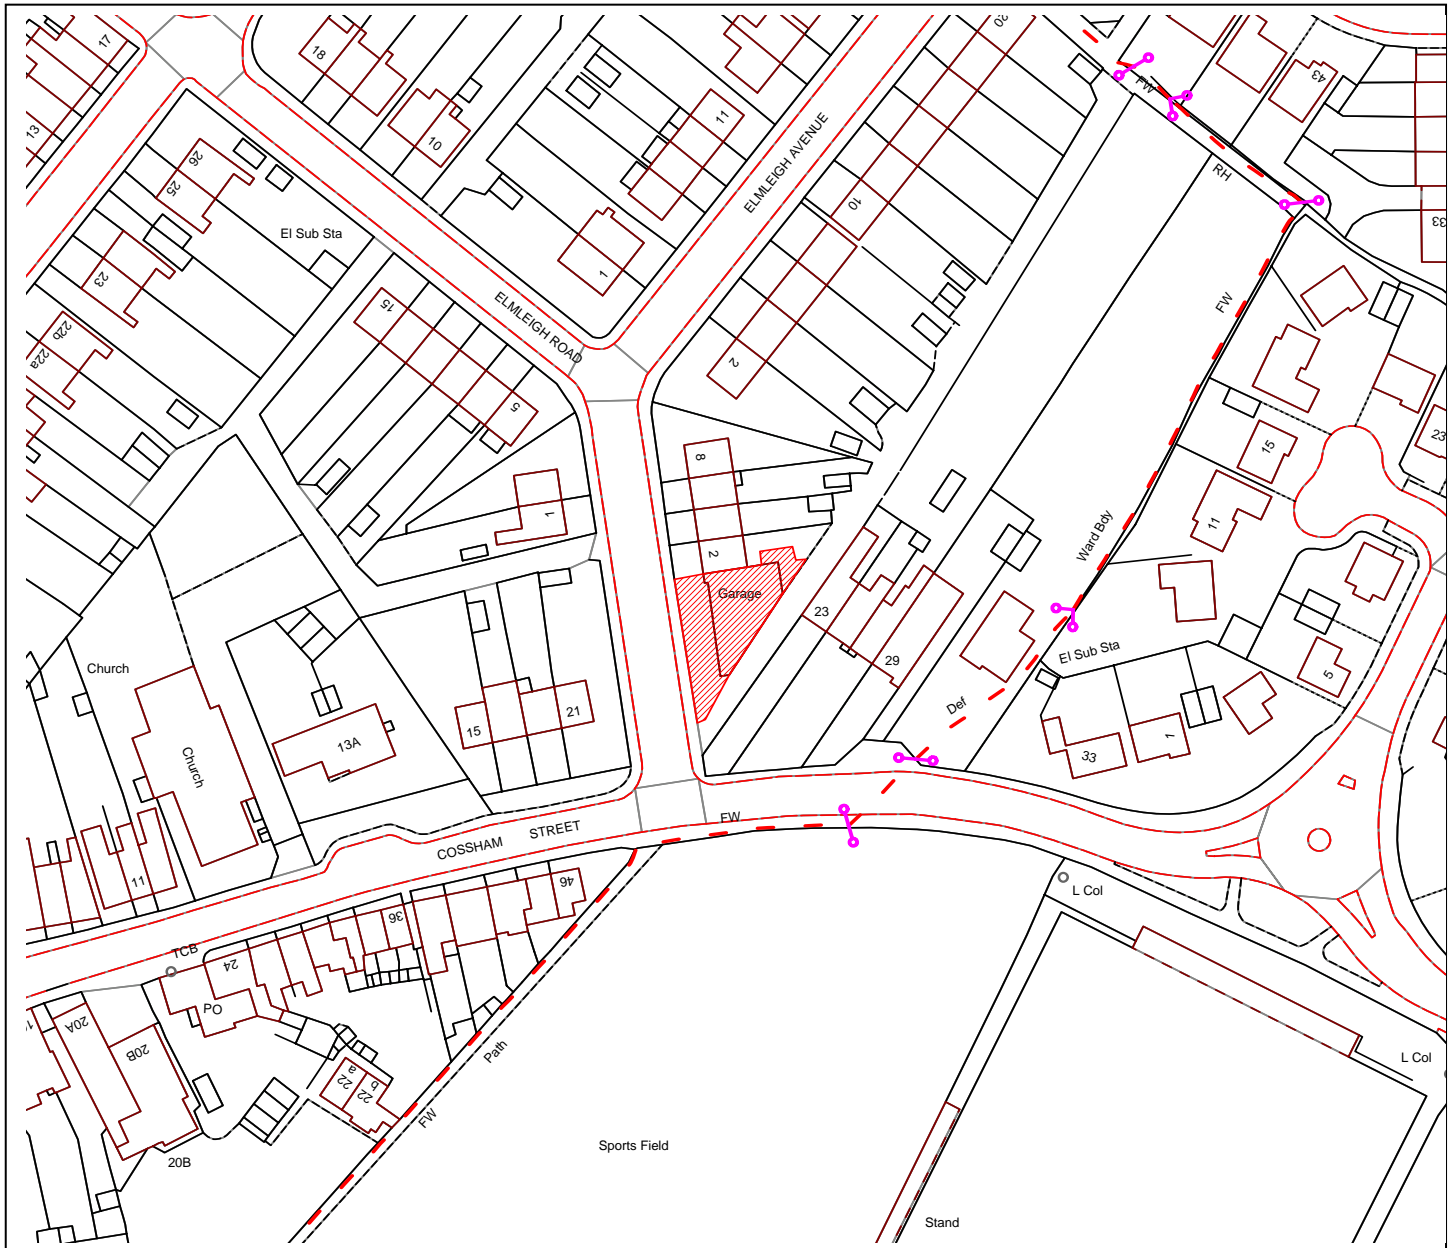 17
18
20
43
FW
13
10
11
ELMLEIGH AVENUE
26
25
RH
10
33
El Sub Sta
23
1
ELMLEIGH ROAD
FW
15
22b
22a
2
5
23
15
8
1
11
Ward Bdy
2
Garage
23
El Sub Sta
Church
29
5
Def
15
21
13A
Church
33
1
FW
COSSHAM STREET
11
46
L Col
36
TCB
24
PO
20A
20B
Path
L Col
22
a
22
b
FW
Sports Field
20B
Stand